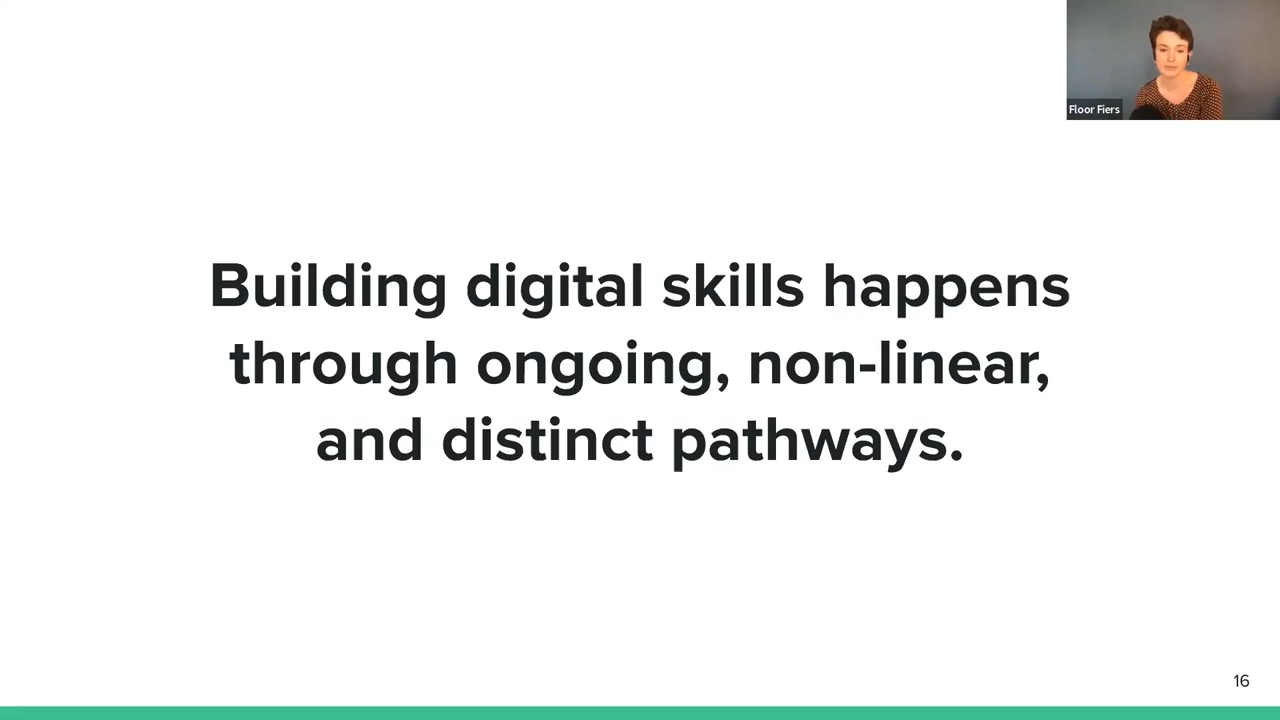 Floor Fiers
Building digital skills happens
through ongoing, non-linear,
and distinct pathways.
16